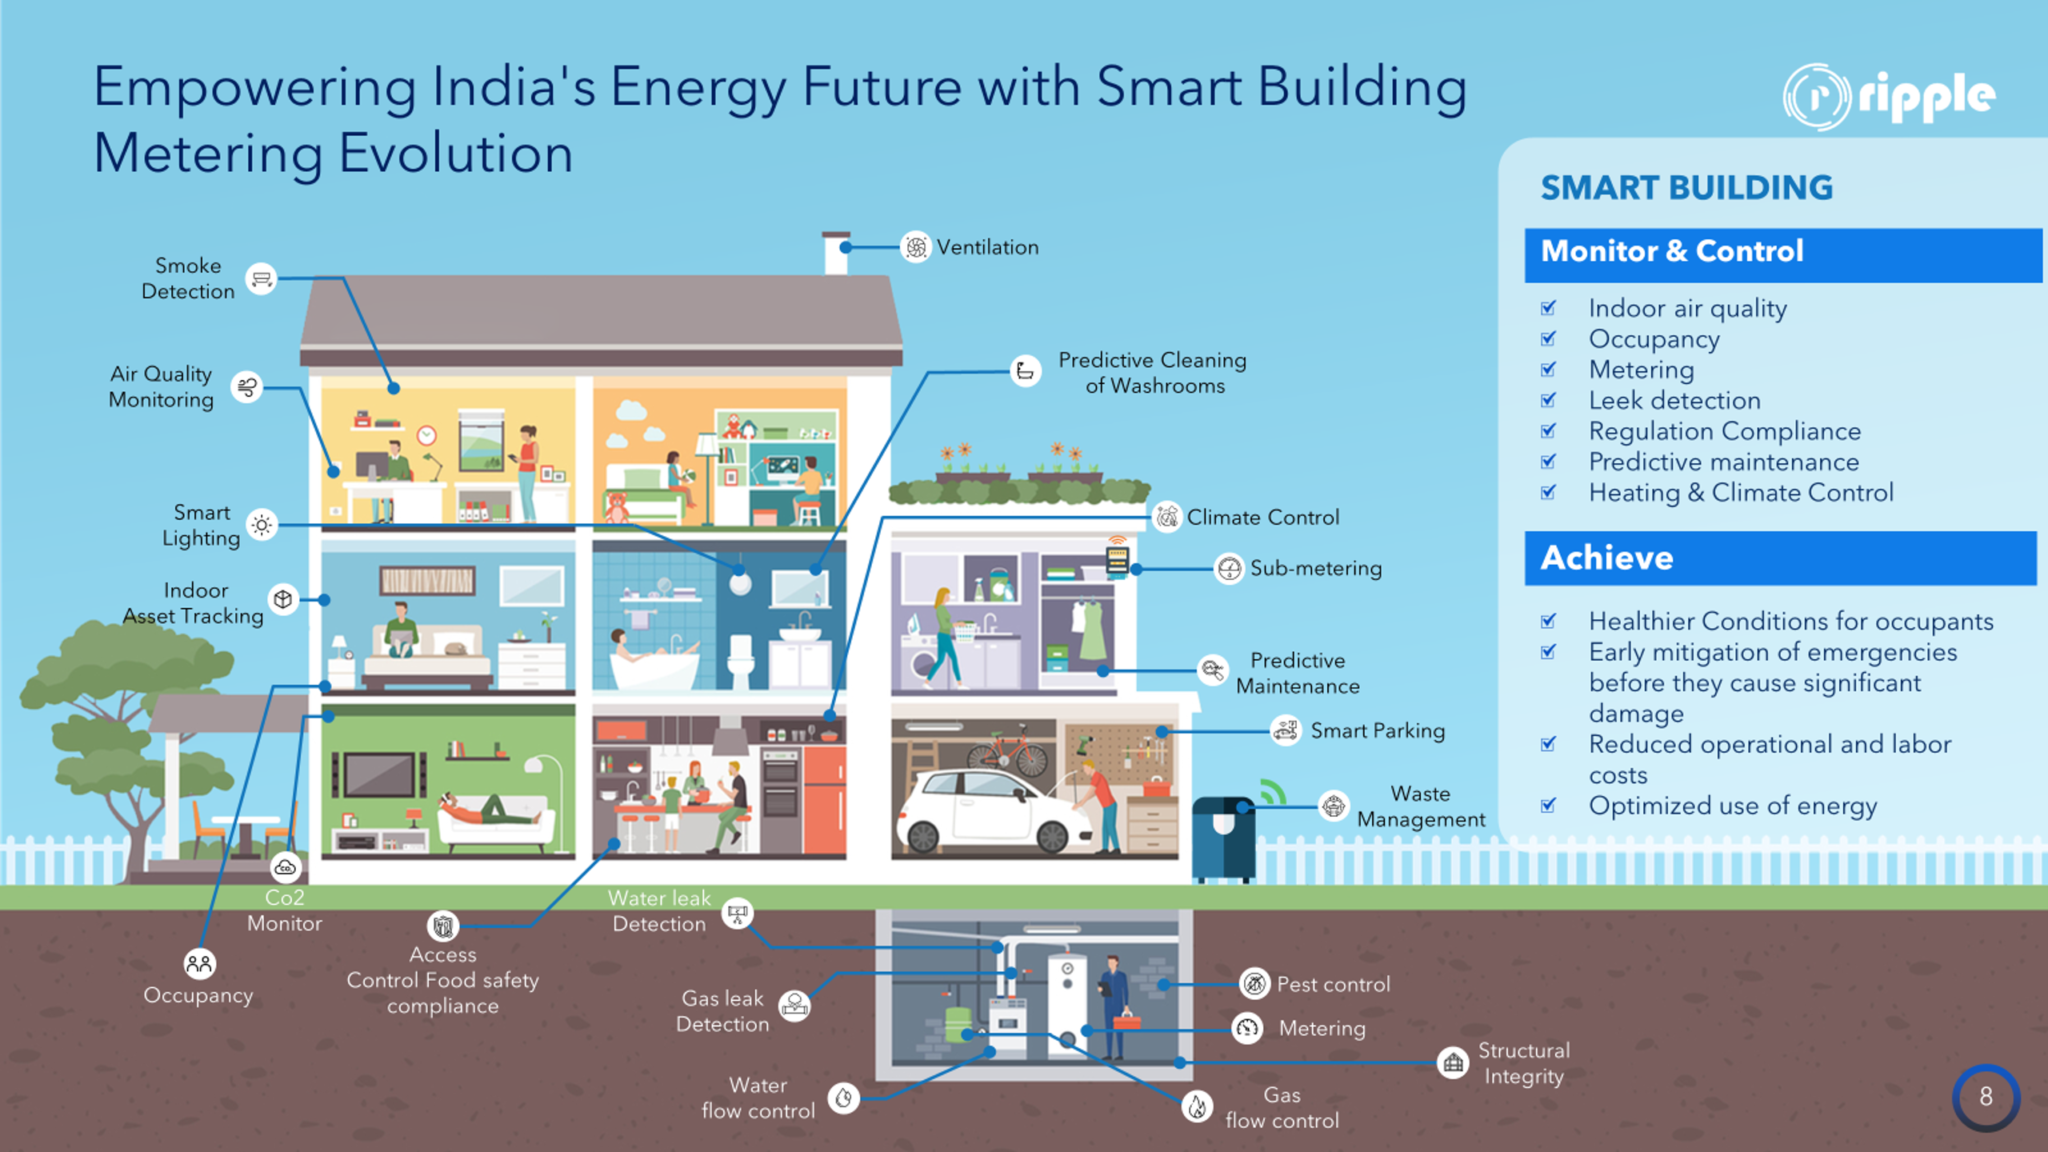 Empowering India's Energy Future with Smart Building
Metering Evolution
ripple
SMART BUILDING
Monitor & Control
Indoor air quality
Occupancy
Metering
Leek detection
Regulation Compliance
Predictive maintenance
Heating & Climate Control
Achieve
Healthier Conditions for occupants
Early mitigation of emergencies
before they cause significant
damage
Reduced operational and labor
costs
Optimized use of energy
Ventilation
Smoke
Detection
Predictive Cleaning
of Washrooms
Air Quality
Monitoring
Smart
Lighting
Climate Control
Sub-metering
Indoor
Asset Tracking
Predictive
Maintenance
Smart Parking
Waste
Management
Co2
Monitor
Water leak
Detection
Access
Control Food safety
compliance
Occupancy
Gas leak
Detection
Pest control
Metering
Structural
Integrity
Water
flow control
Gas
flow control
8